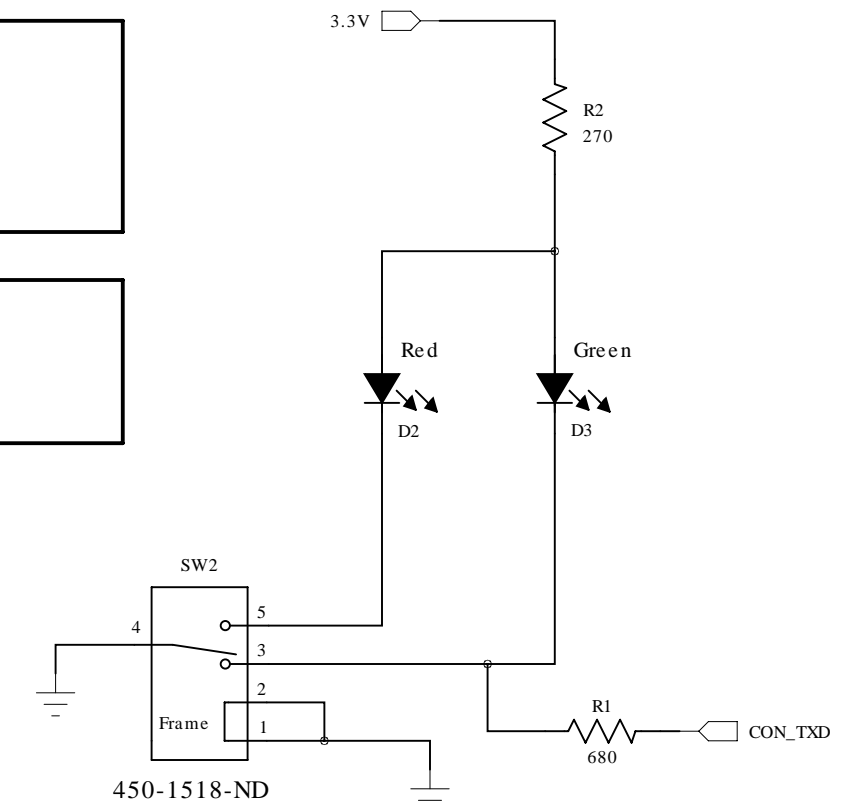 3.3V
R2
270
Red
Green
D2
D3
SW2
5
4
3
2
Frame
1
R1
CON_TXD
680
450-1518-ND